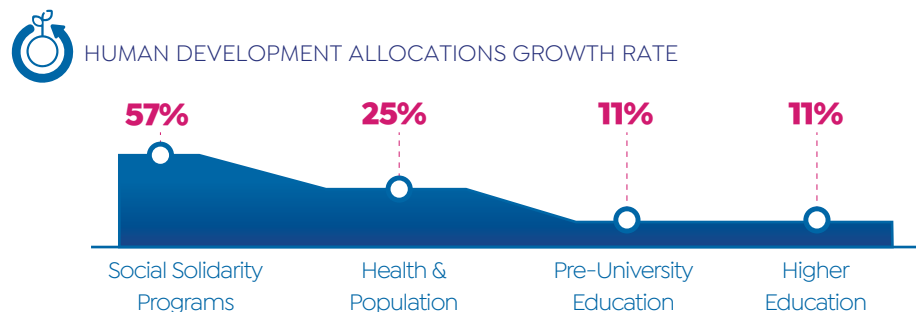 HUMAN DEVELOPMENT ALLOCATIONS GROWTH RATE
57%
25%
11%
11%
Social Solidarity
Programs
Health &
Population
Pre-University
Education
Higher
Education